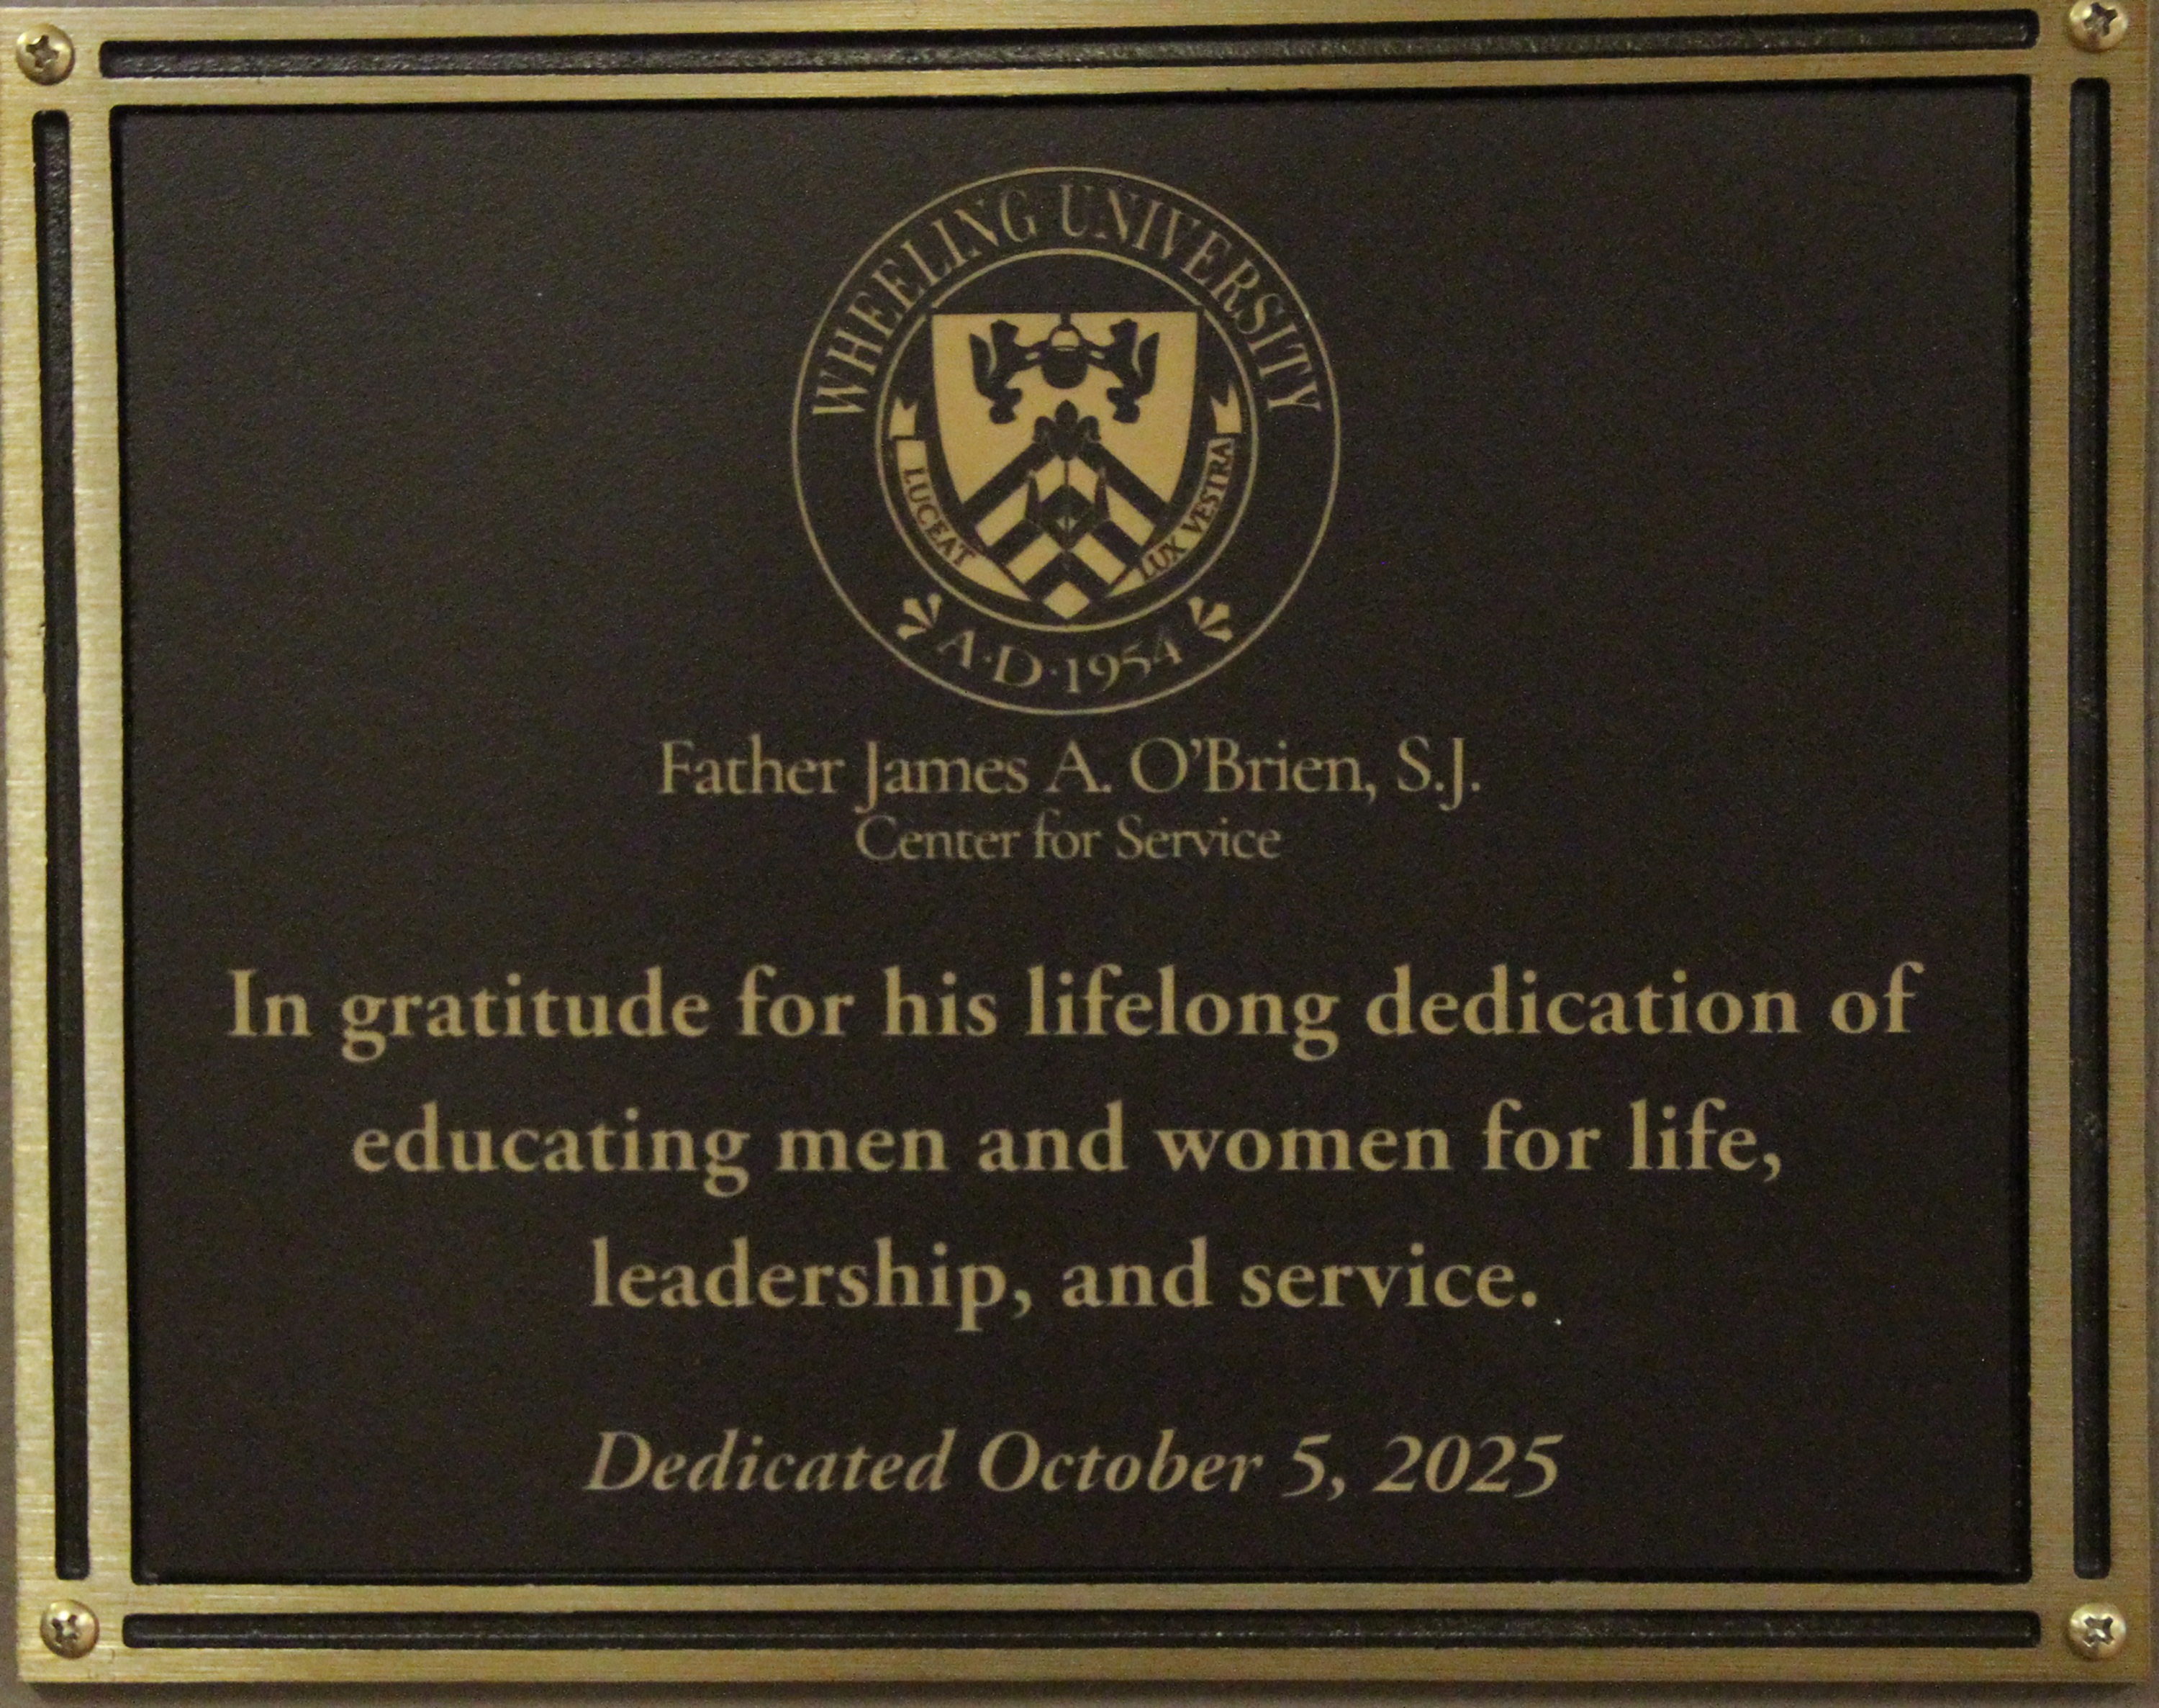 WHEELING UNIVERSITY
LUCEAT LUX VESTRA
A·D·1954
Father James A. O’Brien, S.J.
Center for Service
In gratitude for his lifelong dedication of
educating men and women for life,
leadership, and service.
Dedicated October 5, 2025